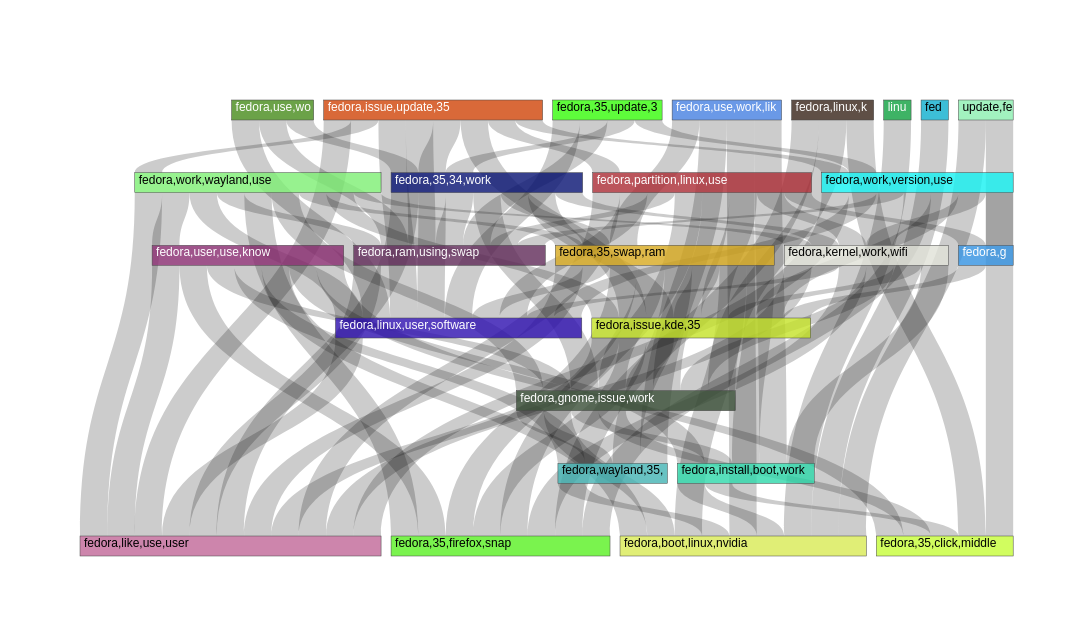 fedora,use,wo
fedora,issue,update,35
fedora,35,update,3
fedora,use,work,lik
fedora,linux,k
linu
fed
update,fe
fedora,work,wayland,use
fedora,35,34,work
fedora,partition,linux,use
fedora,work,version,use
fedora,user,use,know
fedora,ram,using,swap
fedora,35,swap,ram
fedora,kernel,work,wifi
fedora,g
fedora,linux,user,software
fedora,issue,kde,35
fedora,gnome,issue,work
fedora,wayland,35,
fedora,install,boot,work
fedora,like,use,user
fedora,35,firefox,snap
fedora,boot,linux,nvidia
fedora,35,click,middle